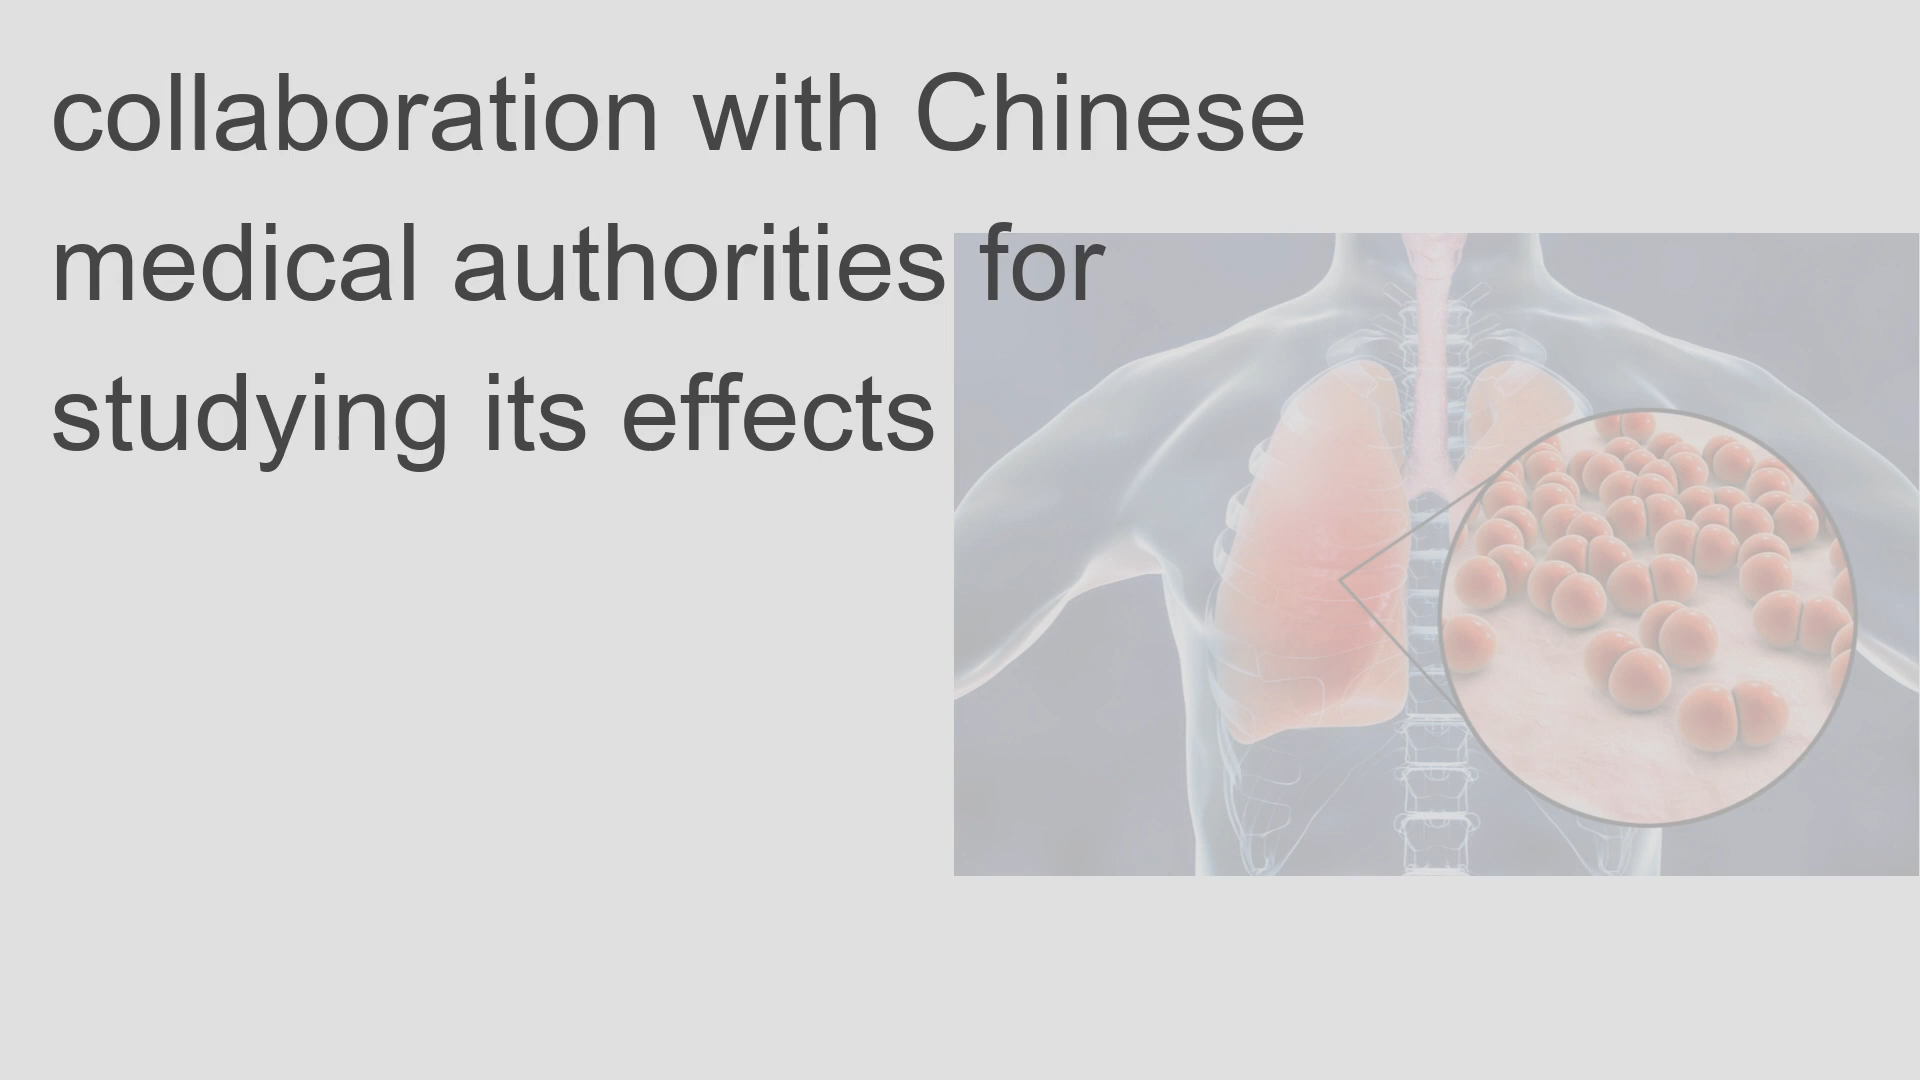 collaboration with Chinese
medical authorities for
studying its effects